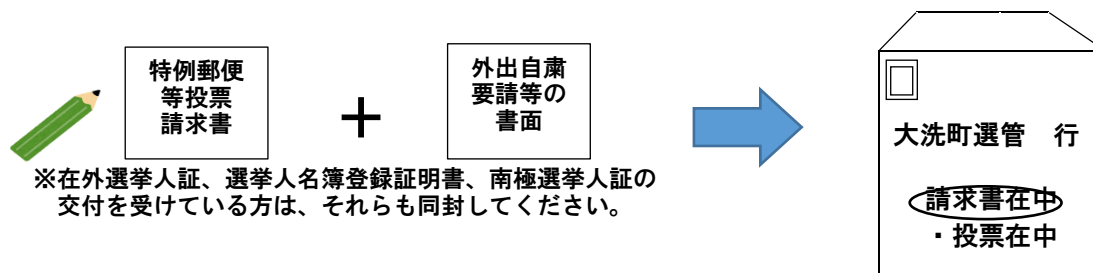 特例郵便
等投票
請求書
＋
外出自粛
要請等の
書面
※在外選挙人証、選挙人名簿登録証明書、南極選挙人証の
交付を受けている方は、それらも同封してください。
大洗町選管　行
請求書在中
・投票在中